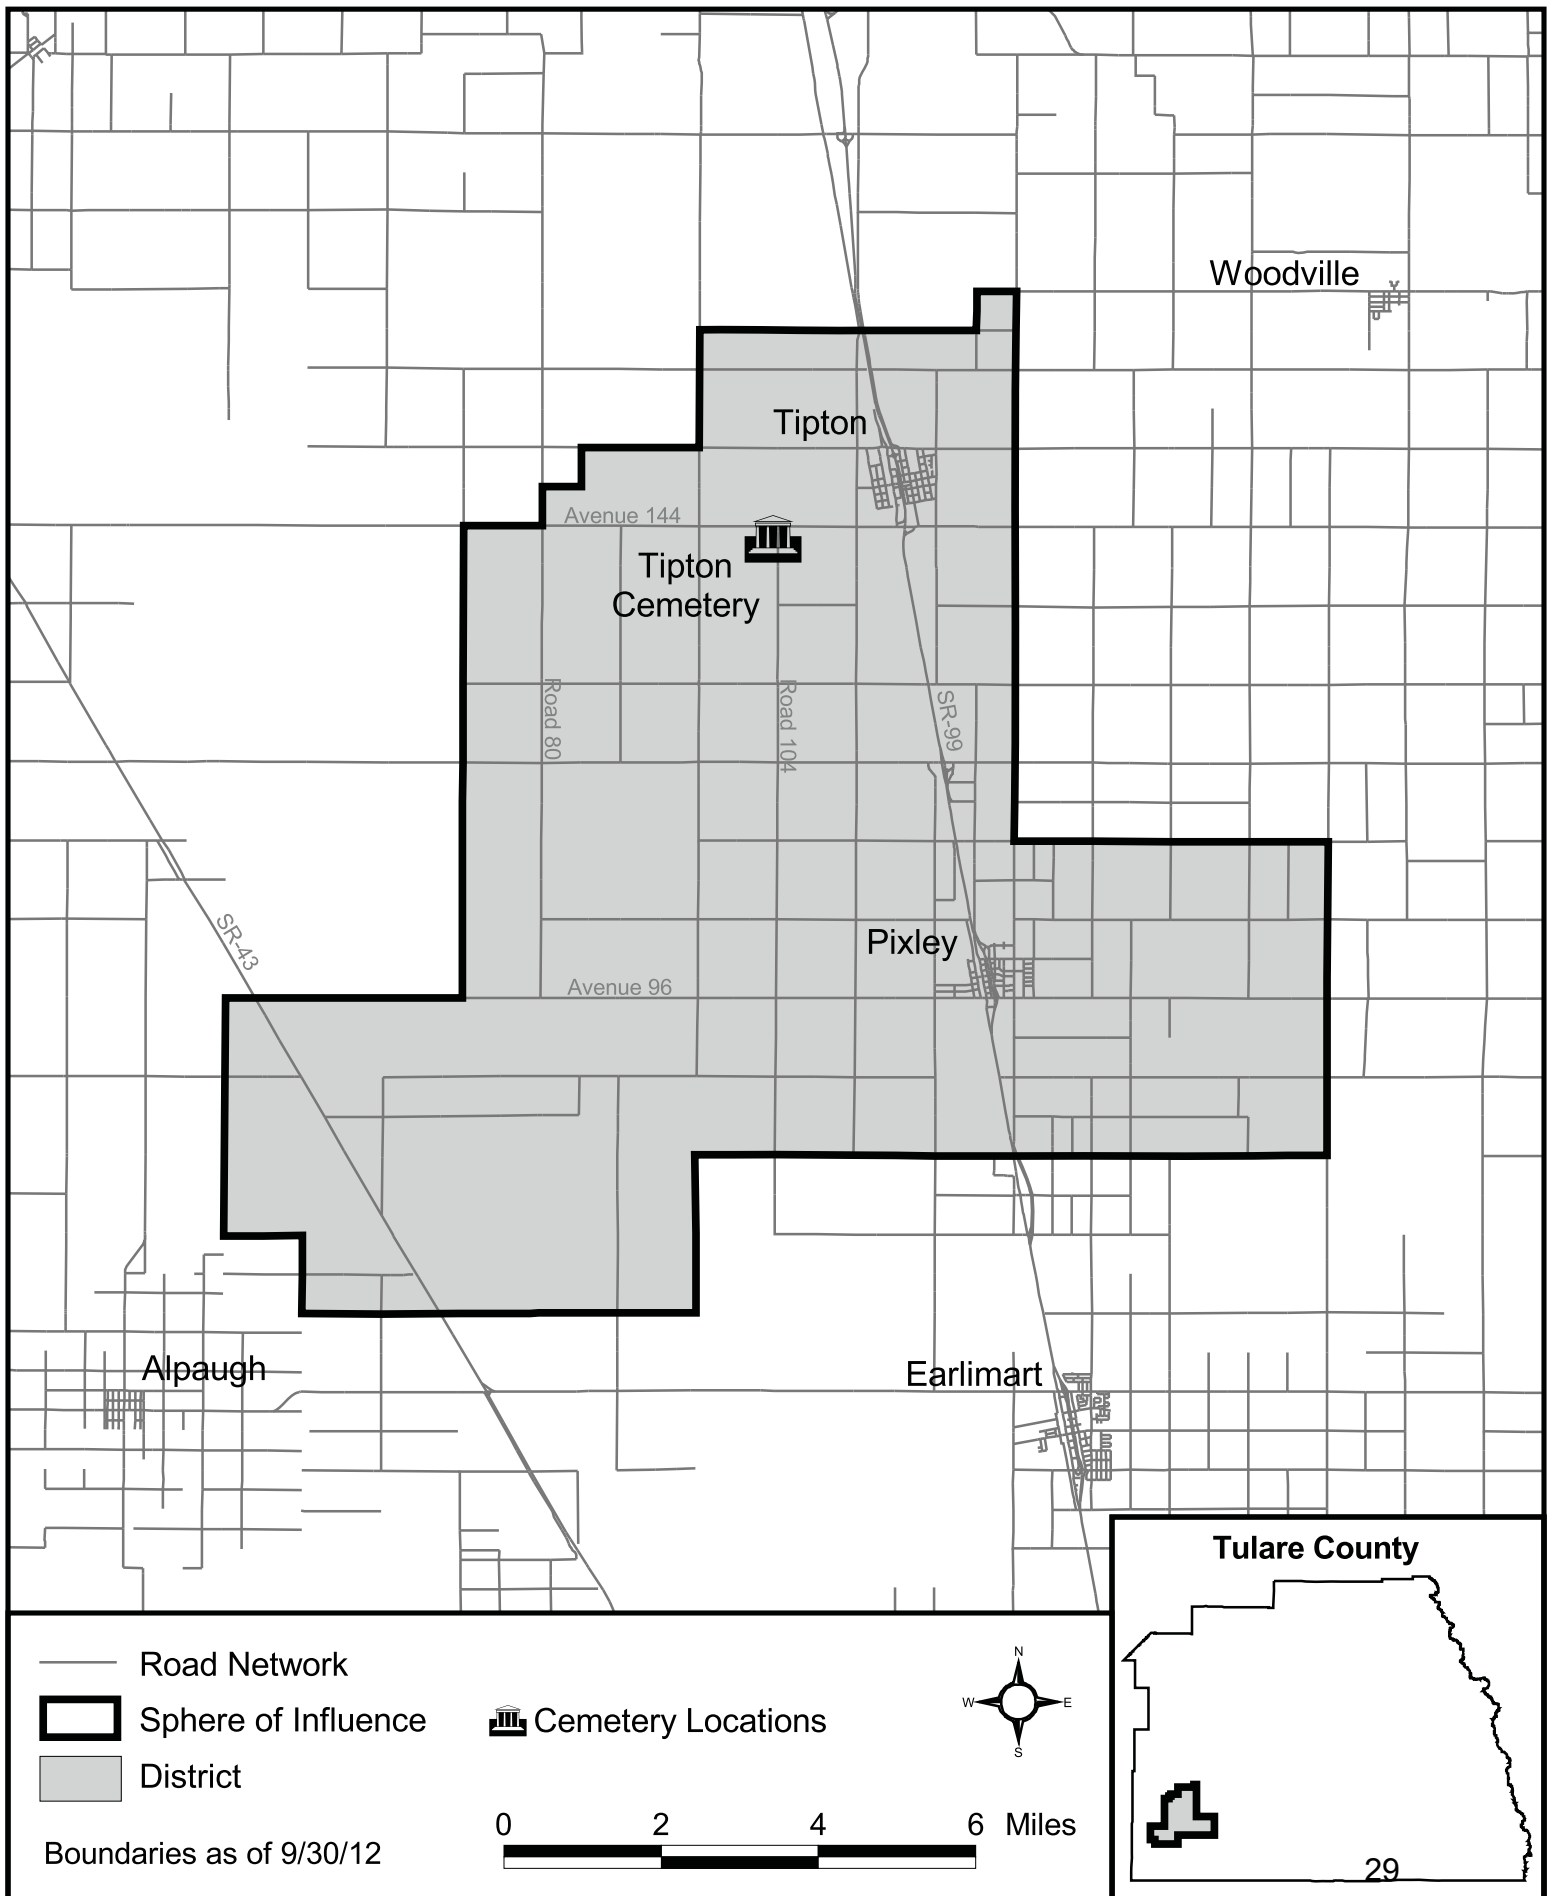 Woodville
Tipton
Avenue 144
Tipton
Cemetery
Road 80
Road 104
SR-99
SR-43
Pixley
Avenue 96
Alpaugh
Earlimart
Tulare County
29
Road Network
Sphere of Influence
District
Boundaries as of 9/30/12
Cemetery Locations
N
W E
S
0 2 4 6 Miles